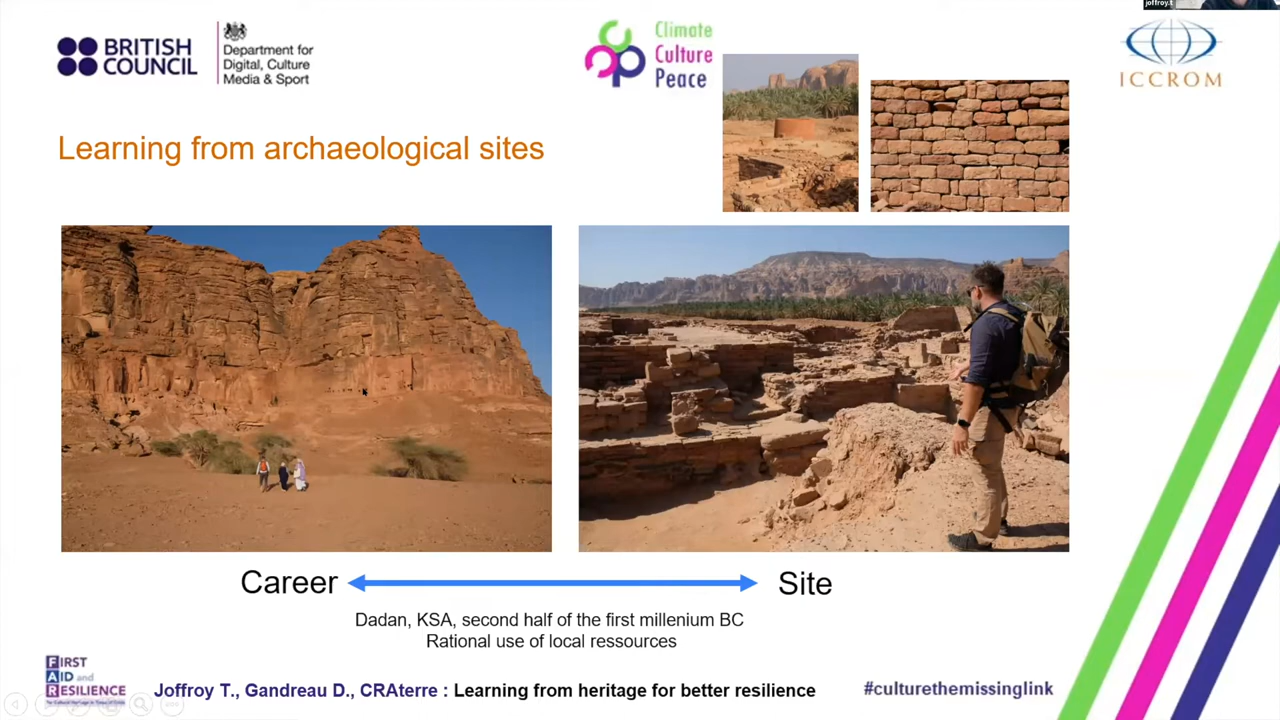 joffroy.t
BRITISH
COUNCIL
Department for
Digital, Culture
Media & Sport
Climate
Culture
Peace
ICCROM
Learning from archaeological sites
Career
Site
Dadan, KSA, second half of the first millenium BC
Rational use of local ressources
FIRST
AID and
RESILIENCE
Joffroy T., Gandreau D., CRAterre : Learning from heritage for better resilience
#culturethemissinglink